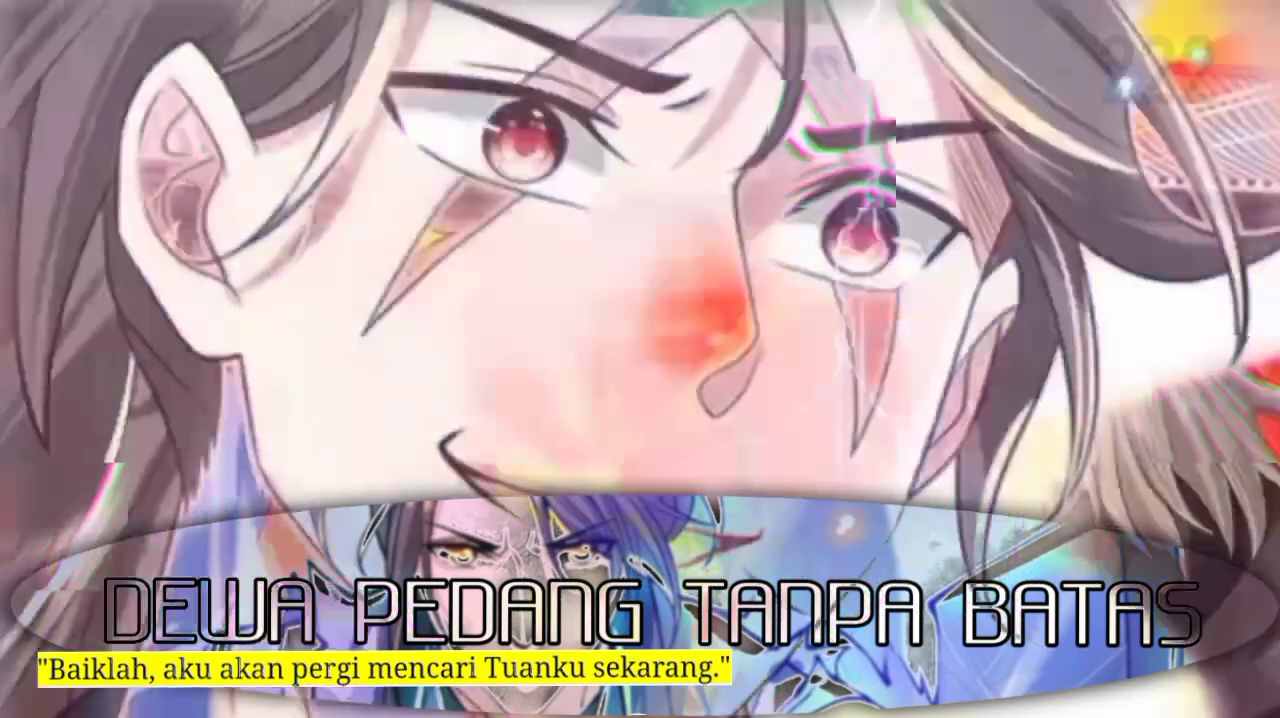 DEWA PEDANG TANPA BATAS
"Baiklah, aku akan pergi mencari Tuanku sekarang."